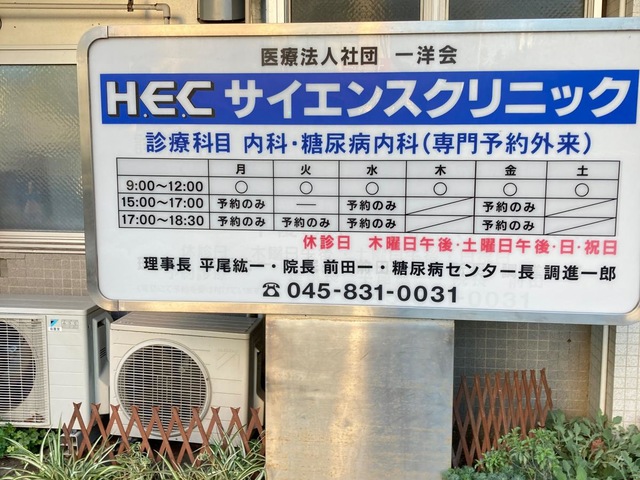 医療法人社団 一洋会
H.E.C サイエンスクリニック
診療科目 内科・糖尿病内科(専門予約外来)
月 火 水 木 金 土
9:00〜12:00 ○ ○ ○ ○ ○ ○
15:00〜17:00 予約のみ — 予約のみ 予約のみ
17:00〜18:30 予約のみ 予約のみ 予約のみ 予約のみ
休診日 木曜日午後・土曜日午後・日・祝日
理事長 平尾紘一・院長 前田一・糖尿病センター長 調進一郎
☎045-831-0031